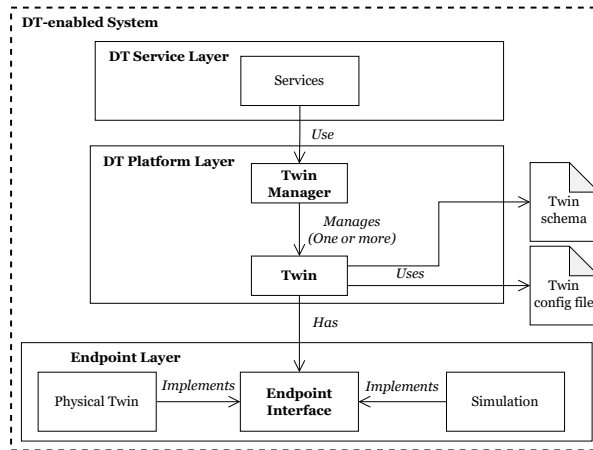 DT-enabled System
DT Service Layer
Services
Use
DT Platform Layer
Twin
Manager
Manages
(One or more)
Twin
Uses
Twin
schema
Twin
config file
Has
Endpoint Layer
Physical Twin
Implements
Endpoint
Interface
Implements
Simulation